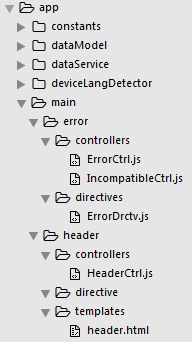 app
constants
dataModel
dataService
deviceLangDetector
main
error
controllers
ErrorCtrl.js
IncompatibleCtrl.js
directives
ErrorDrctv.js
header
controllers
HeaderCtrl.js
directive
templates
header.html